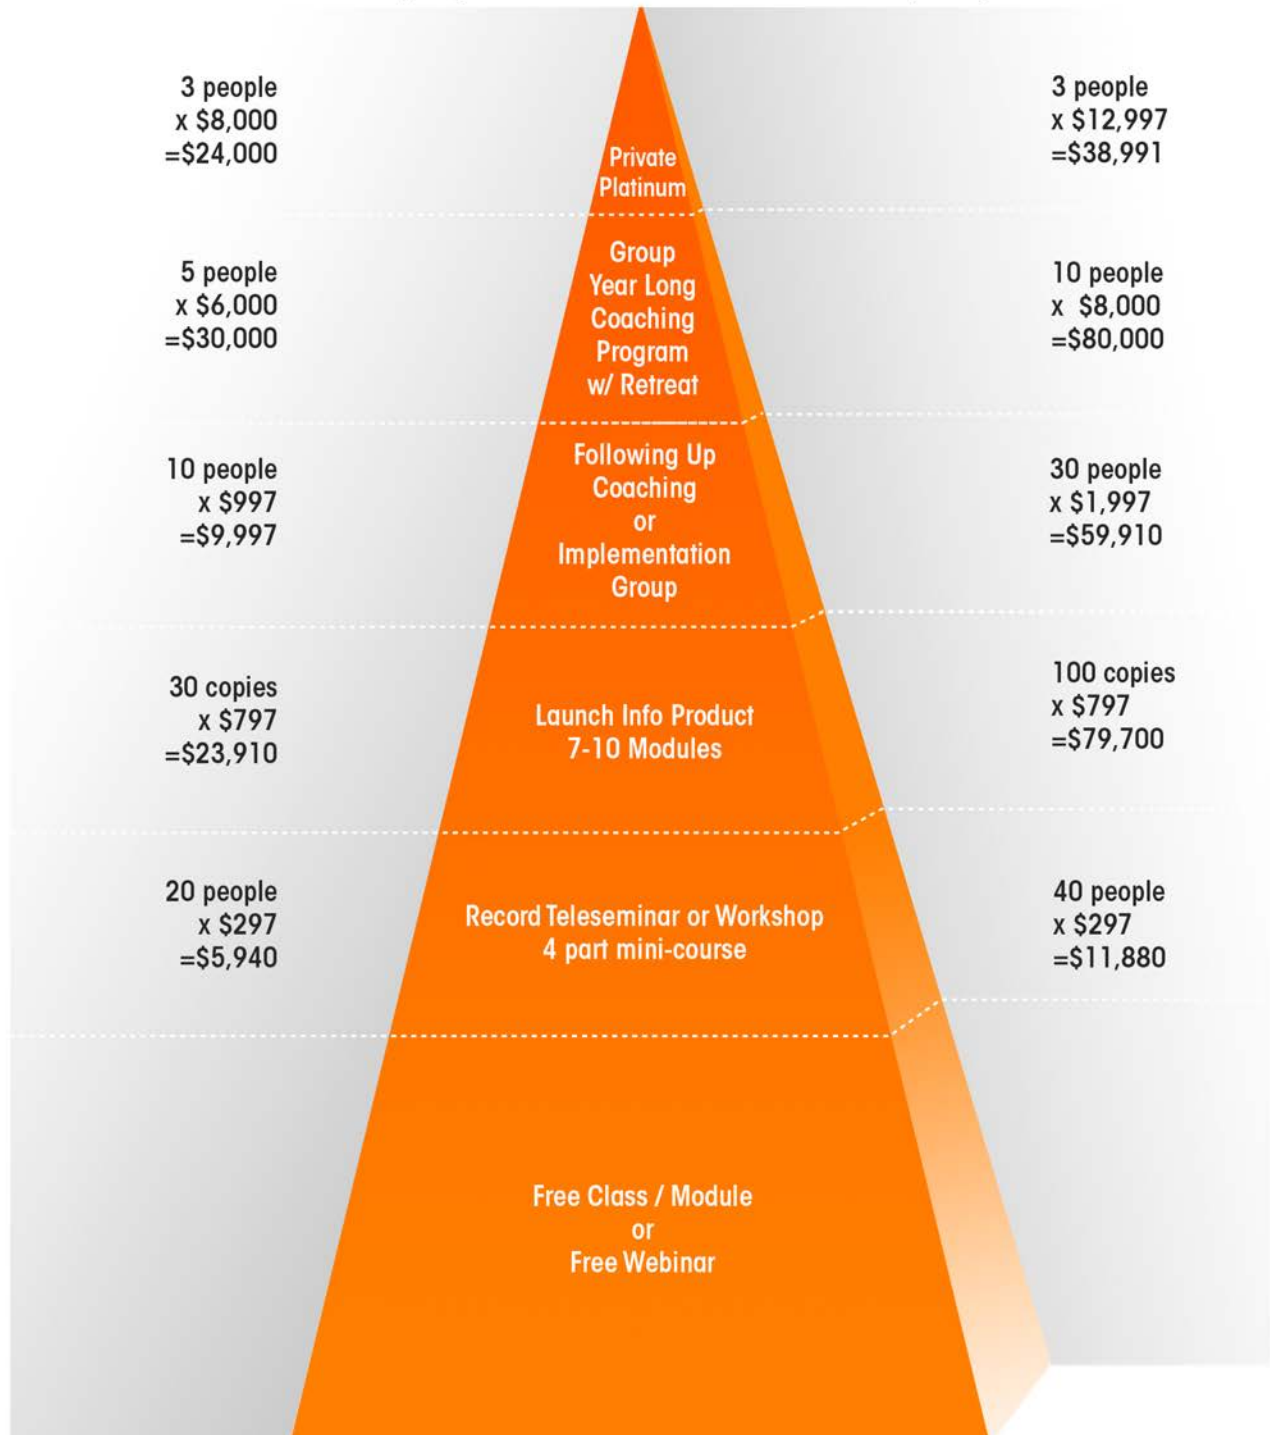 3 people
x $8,000
=$24,000
Private
Platinum
3 people
x $12,997
=$38,991
5 people
x $6,000
=$30,000
Group
Year Long
Coaching
Program
w/ Retreat
10 people
x $8,000
=$80,000
10 people
x $997
=$9,997
Following Up
Coaching
or
Implementation
Group
30 people
x $1,997
=$59,910
30 copies
x $797
=$23,910
Launch Info Product
7-10 Modules
100 copies
x $797
=$79,700
20 people
x $297
=$5,940
Record Teleseminar or Workshop
4 part mini-course
40 people
x $297
=$11,880
Free Class / Module
or
Free Webinar